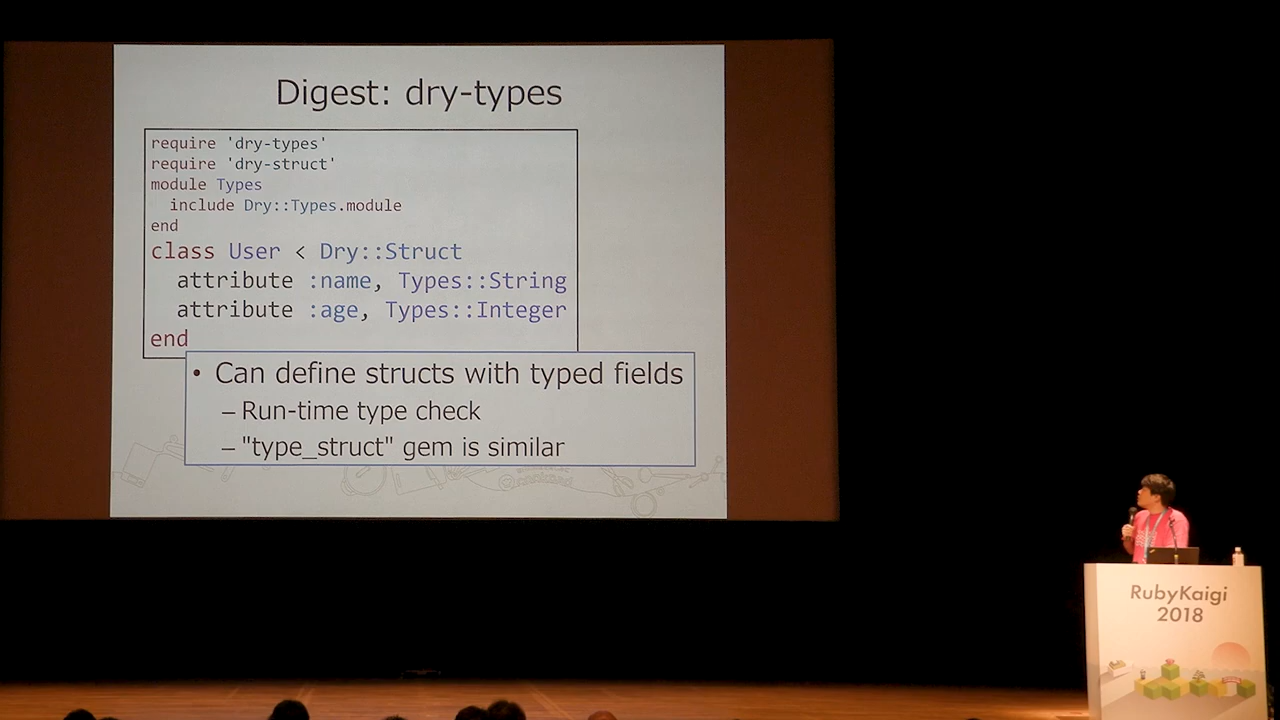 Digest: dry-types
require 'dry-types'
require 'dry-struct'
module Types
include Dry::Types.module
end
class User < Dry::Struct
attribute :name, Types::String
attribute :age, Types::Integer
end
• Can define structs with typed fields
– Run-time type check
– "type_struct" gem is similar
RubyKaigi
2018